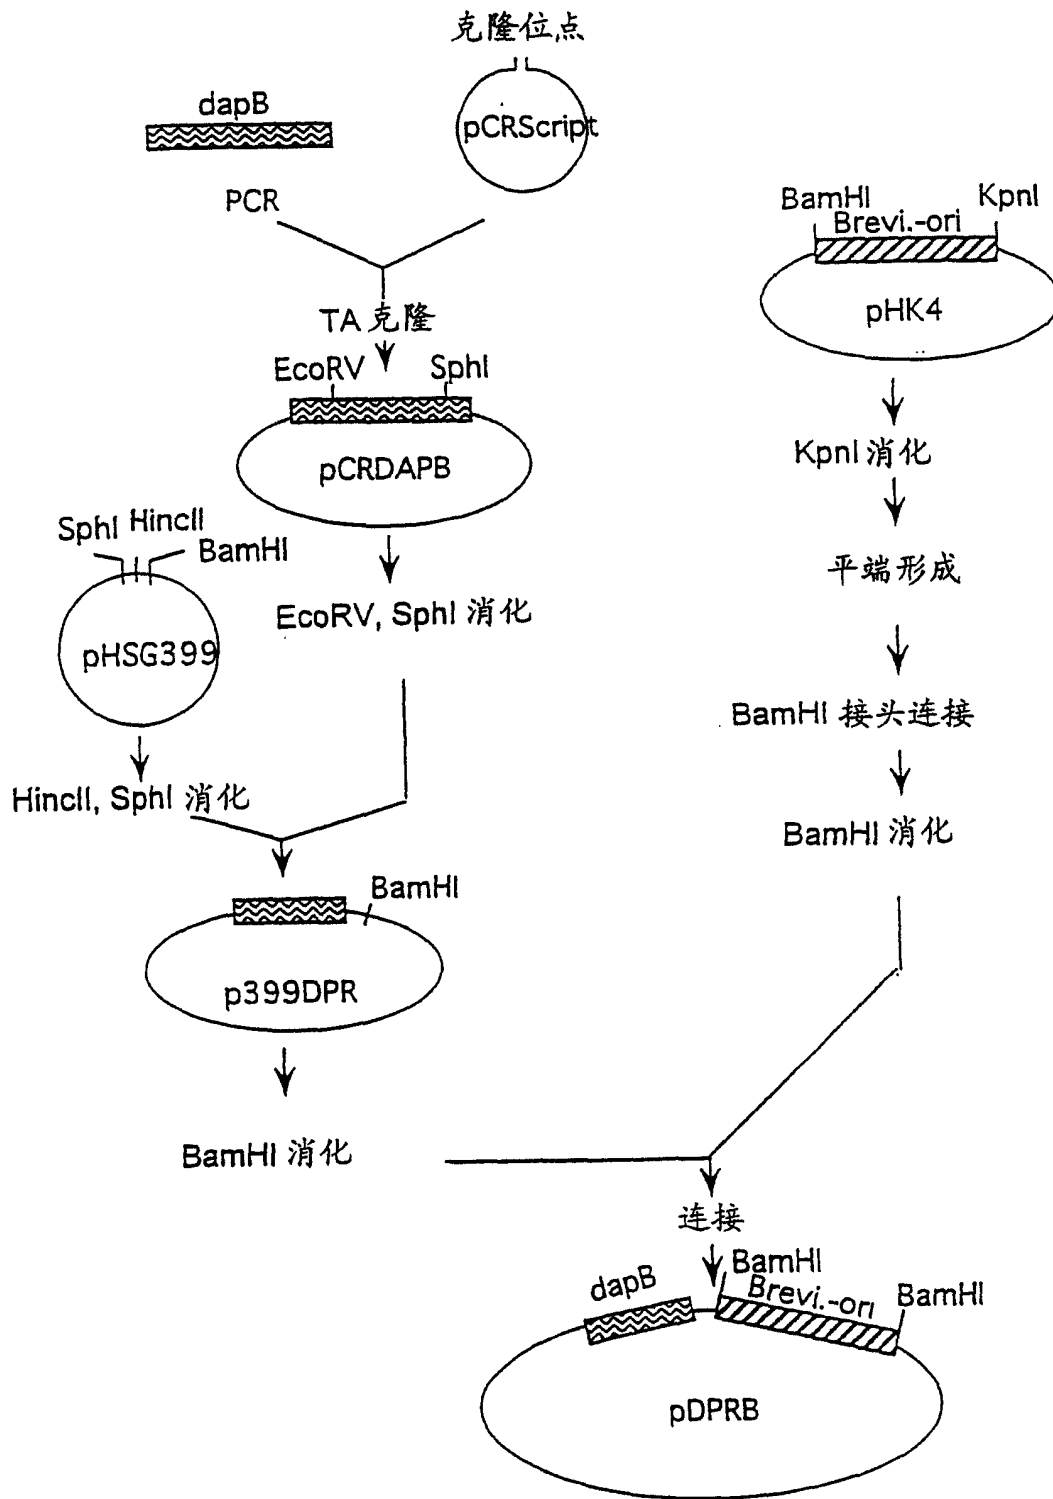 克隆位点
dapB
pCRScript
PCR
BamHI
KpnI
Brevi.-ori
pHK4
TA 克隆
EcoRV
SphI
pCRDAPB
KpnI 消化
SphI
HincII
BamHI
平端形成
EcoRV, SphI 消化
pHSG399
BamHI 接头连接
HincII, SphI 消化
BamHI 消化
BamHI
p399DPR
BamHI 消化
连接
BamHI
dapB
Brevi.-ori
BamHI
pDPRB